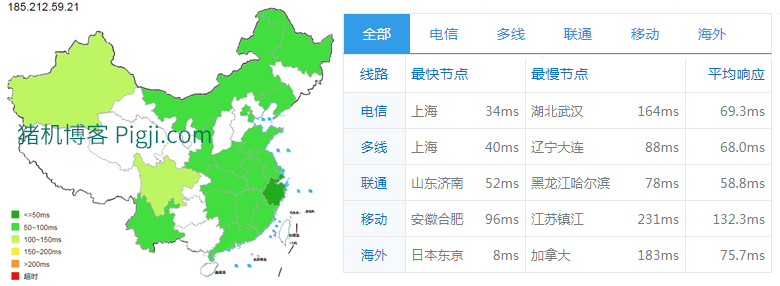 185.212.59.21
猪机博客 Pigji.com
<=50ms
50~100ms
100~150ms
150~200ms
>200ms
超时
全部 电信 多线 联通 移动 海外
线路 最快节点 最慢节点 平均响应
电信 上海 34ms 湖北武汉 164ms 69.3ms
多线 上海 40ms 辽宁大连 88ms 68.0ms
联通 山东济南 52ms 黑龙江哈尔滨 78ms 58.8ms
移动 安徽合肥 96ms 江苏镇江 231ms 132.3ms
海外 日本东京 8ms 加拿大 183ms 75.7ms